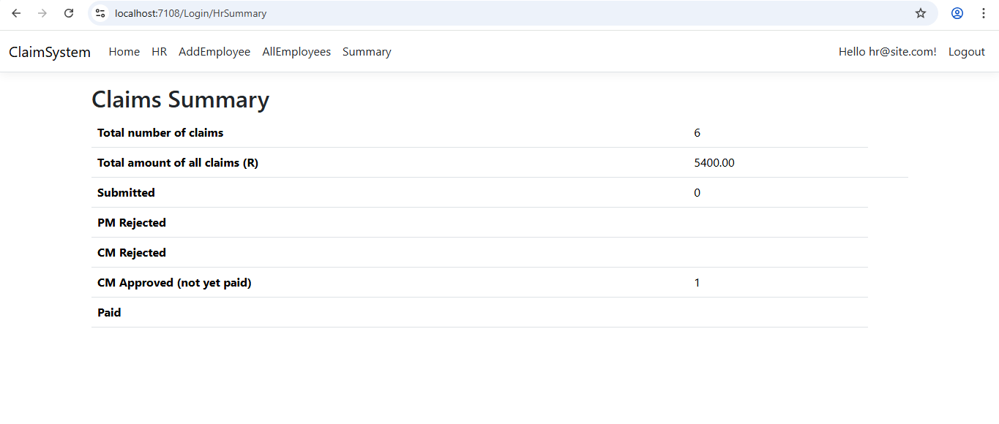 localhost:7108/Login/HrSummary
ClaimSystem Home HR AddEmployee AllEmployees Summary Hello hr@site.com! Logout
Claims Summary
Total number of claims 6
Total amount of all claims (R) 5400.00
Submitted 0
PM Rejected
CM Rejected
CM Approved (not yet paid) 1
Paid